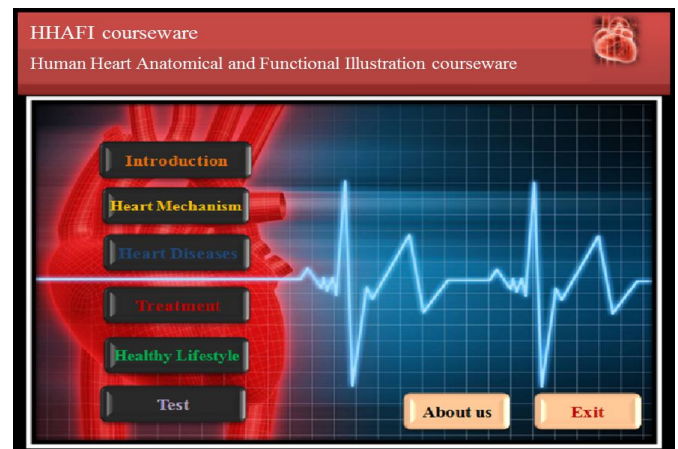 HHAFI courseware
Human Heart Anatomical and Functional Illustration courseware
Introduction
Heart Mechanism
Heart Diseases
Treatment
Healthy Lifestyle
Test
About us
Exit